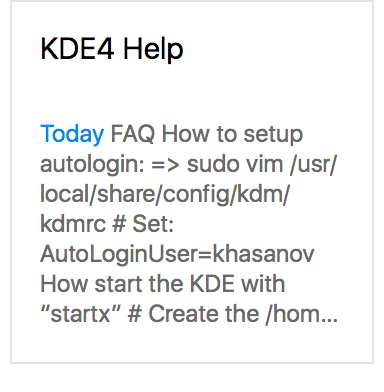 KDE4 Help
Today FAQ How to setup
autologin: => sudo vim /usr/
local/share/config/kdm/
kdmrc # Set:
AutoLoginUser=khasanov
How start the KDE with
“startx” # Create the /hom...